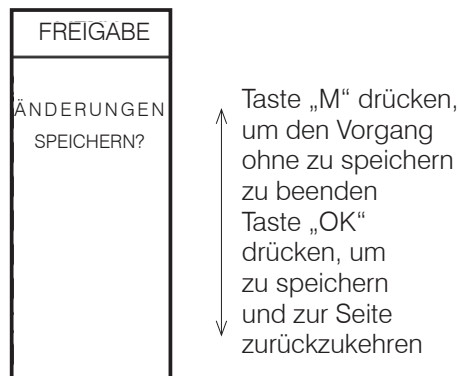 FREIGABE
ÄNDERUNGEN
SPEICHERN?
Taste „M“ drücken,
um den Vorgang
ohne zu speichern
zu beenden
Taste „OK“
drücken, um
zu speichern
und zur Seite
zurückzukehren